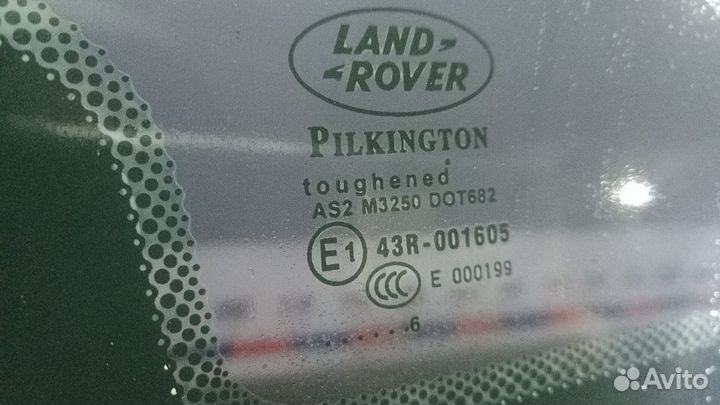 LAND
ROVER
PILKINGTON
toughened
AS2 M3250 DOT682
E1 43R-001605
CCC E 000199
.......6
Avito